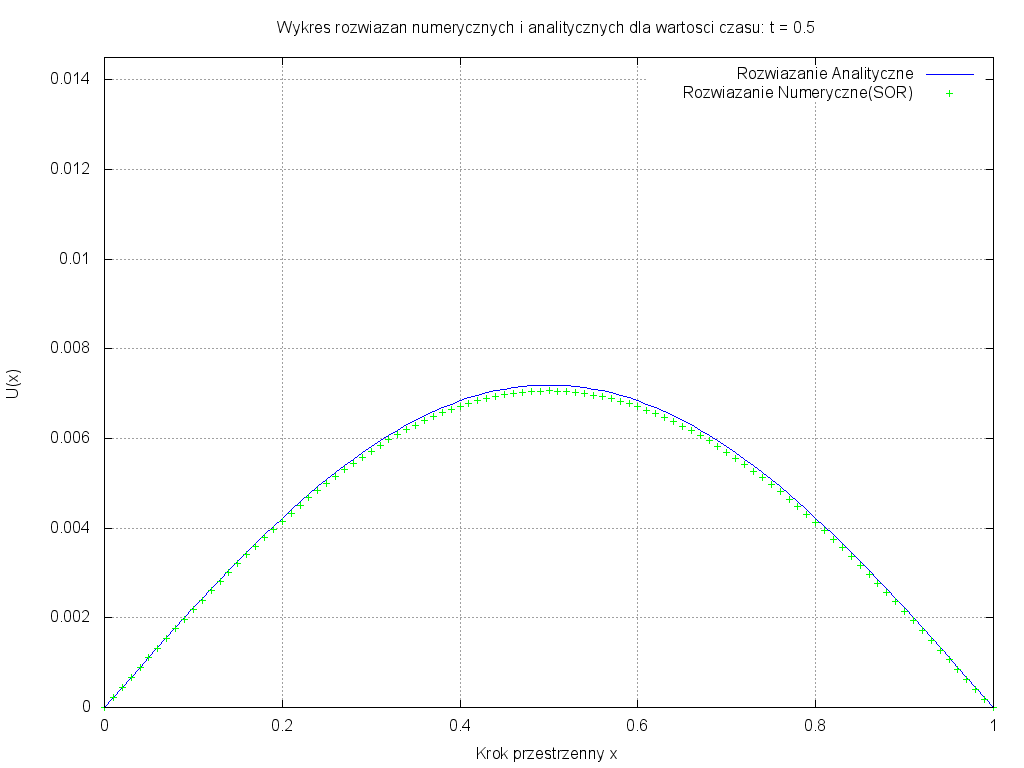 Wykres rozwiazan numerycznych i analitycznych dla wartosci czasu: t = 0.5
Rozwiazanie Analityczne
Rozwiazanie Numeryczne(SOR)
0.014
0.012
0.01
0.008
0.006
0.004
0.002
0
U(x)
0 0.2 0.4 0.6 0.8 1
Krok przestrzenny x